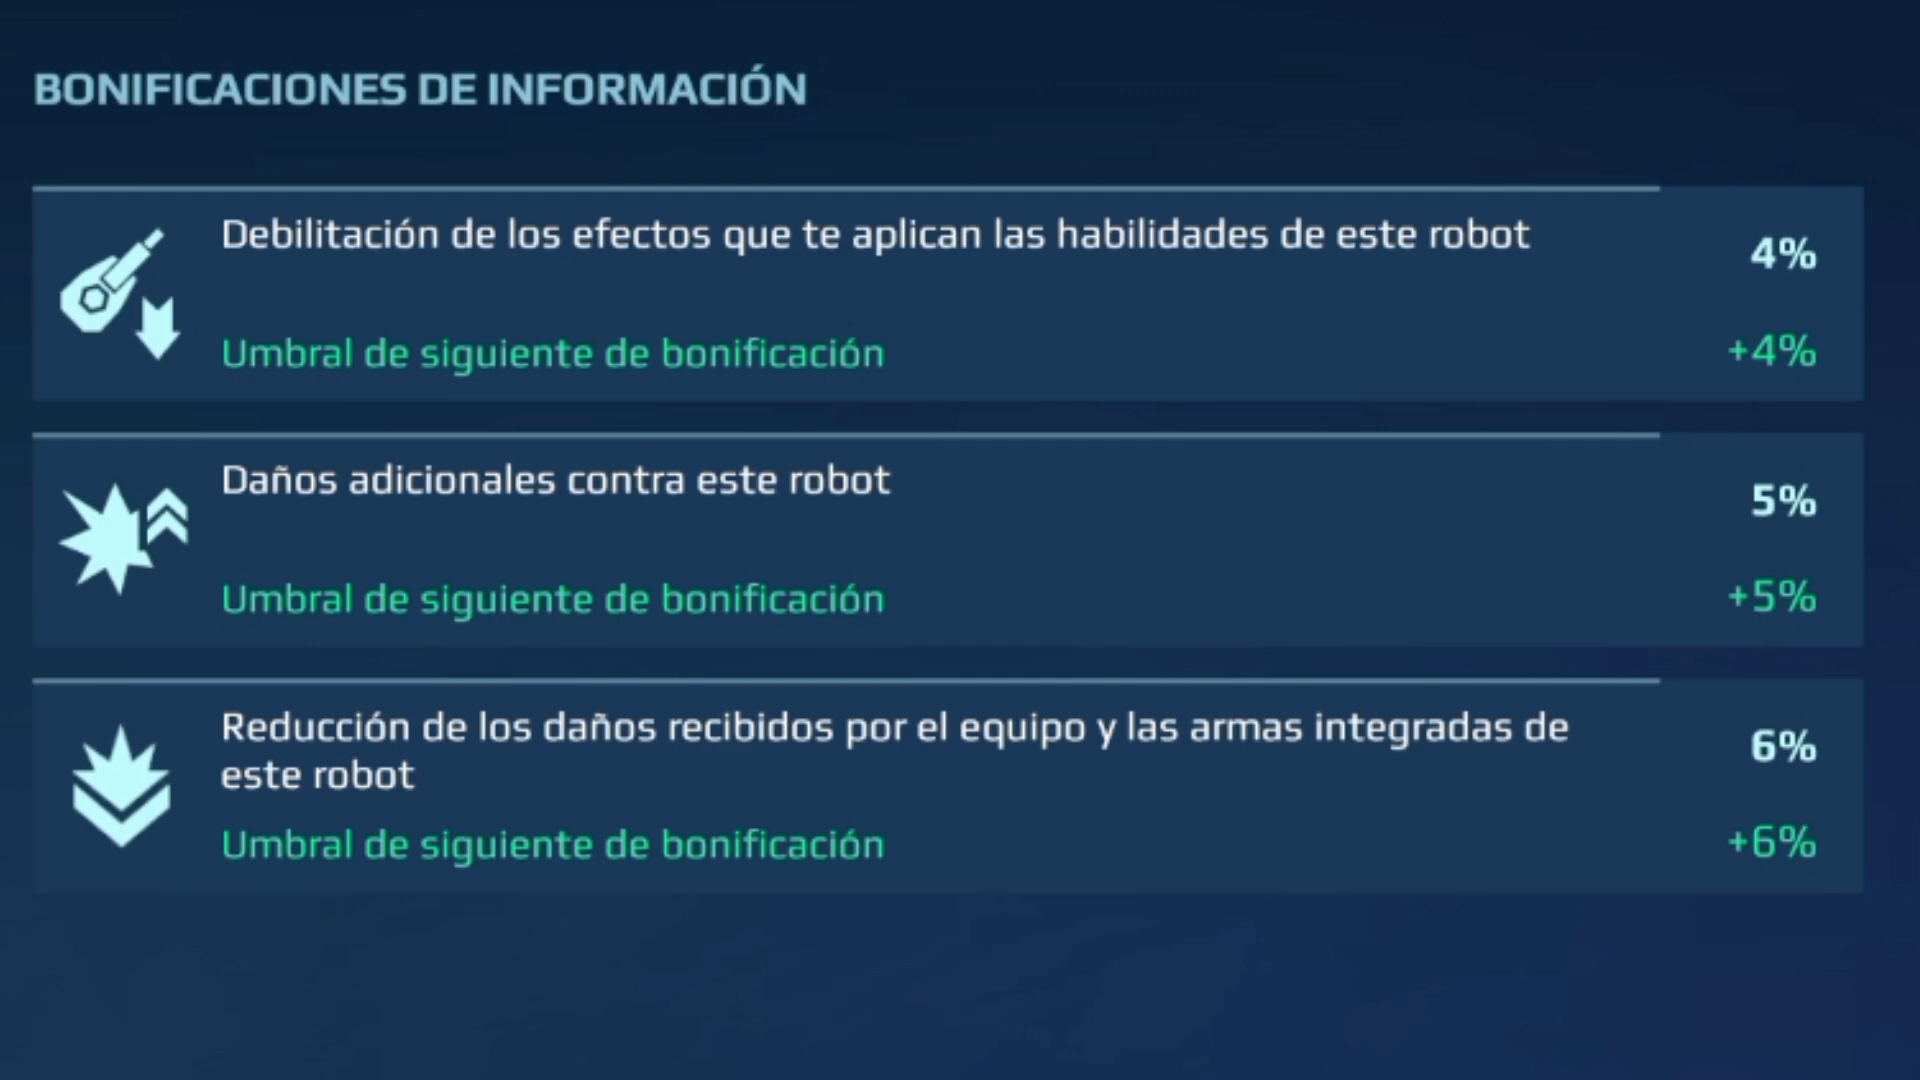 BONIFICACIONES DE INFORMACIÓN
Debilitación de los efectos que te aplican las habilidades de este robot
4%
Umbral de siguiente de bonificación
+4%
Daños adicionales contra este robot
5%
Umbral de siguiente de bonificación
+5%
Reducción de los daños recibidos por el equipo y las armas integradas de
este robot
6%
Umbral de siguiente de bonificación
+6%